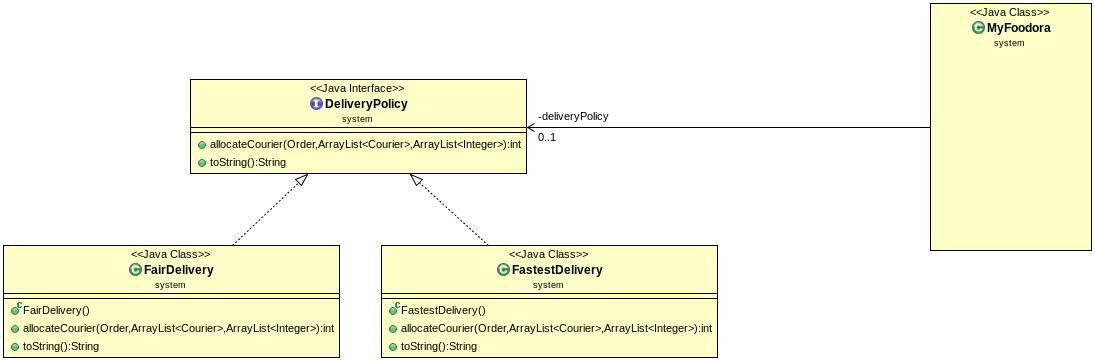 <<Java Class>>
MyFoodora
system
<<Java Interface>>
DeliveryPolicy
system
allocateCourier(Order,ArrayList<Courier>,ArrayList<Integer>):int
toString():String
-deliveryPolicy
0..1
<<Java Class>>
FairDelivery
system
FairDelivery()
allocateCourier(Order,ArrayList<Courier>,ArrayList<Integer>):int
toString():String
<<Java Class>>
FastestDelivery
system
FastestDelivery()
allocateCourier(Order,ArrayList<Courier>,ArrayList<Integer>):int
toString():String